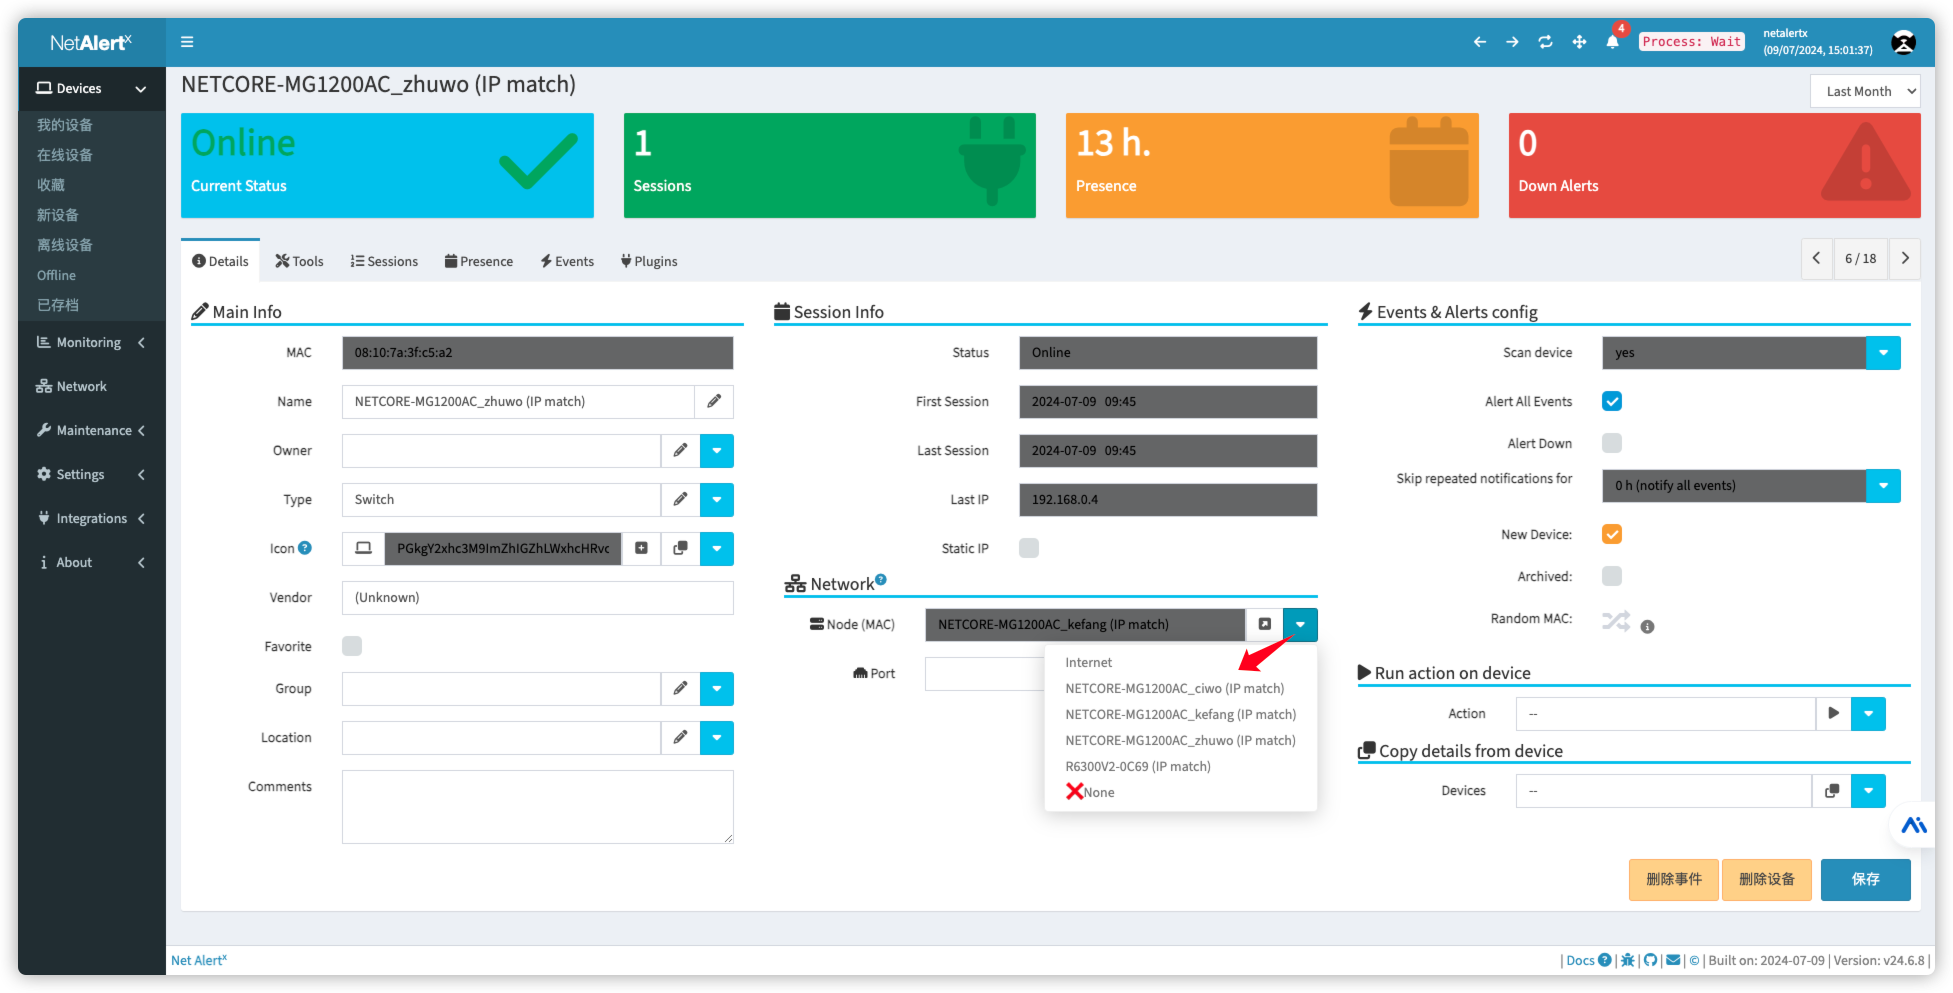 NetAlertx
4
Process: Wait
netalertx
(09/07/2024, 15:01:37)
Devices
我的设备
在线设备
收藏
新设备
离线设备
Offline
已存档
Monitoring
Network
Maintenance
Settings
Integrations
About
NETCORE-MG1200AC_zhuwo (IP match)
Last Month
Online
Current Status
1
Sessions
13 h.
Presence
0
Down Alerts
Details
Tools
Sessions
Presence
Events
Plugins
6 / 18
Main Info
MAC
08:10:7a:3f:c5:a2
Name
NETCORE-MG1200AC_zhuwo (IP match)
Owner
Type
Switch
Icon
PGkgY2xhc3M9ImZhIGZhLWxhcHRvc
Vendor
(Unknown)
Favorite
Group
Location
Comments
Session Info
Status
Online
First Session
2024-07-09 09:45
Last Session
2024-07-09 09:45
Last IP
192.168.0.4
Static IP
Network
Node (MAC)
NETCORE-MG1200AC_kefang (IP match)
Port
Internet
NETCORE-MG1200AC_ciwo (IP match)
NETCORE-MG1200AC_kefang (IP match)
NETCORE-MG1200AC_zhuwo (IP match)
R6300V2-0C69 (IP match)
❌None
Events & Alerts config
Scan device
yes
Alert All Events
Alert Down
Skip repeated notifications for
0 h (notify all events)
New Device:
Archived:
Random MAC:
Run action on device
Action
--
Copy details from device
Devices
--
删除事件
删除设备
保存
Net Alertx
| Docs | | | | © | Built on: 2024-07-09 | Version: v24.6.8 |